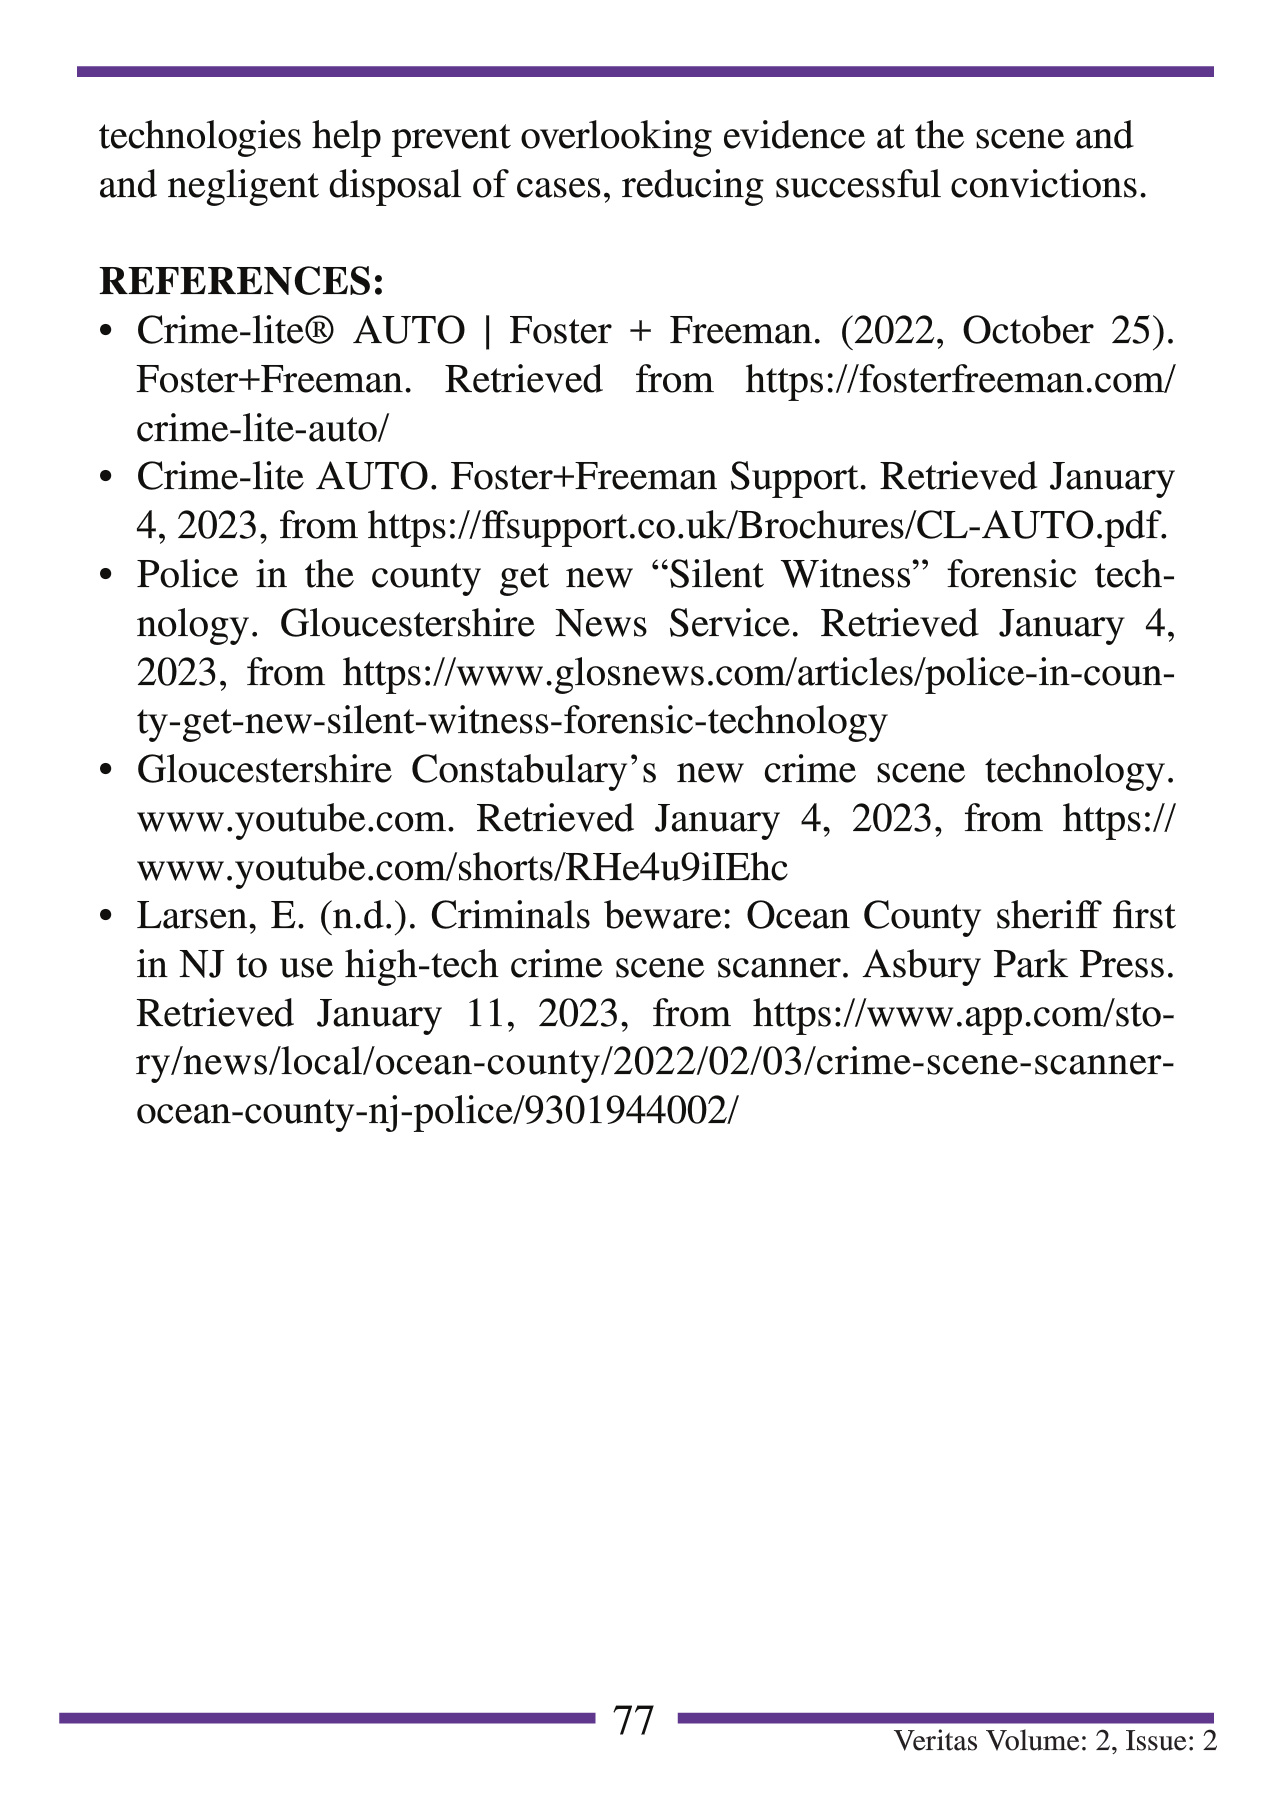 technologies help prevent overlooking evidence at the scene and
and negligent disposal of cases, reducing successful convictions.
REFERENCES:
• Crime-lite® AUTO | Foster + Freeman. (2022, October 25).
Foster+Freeman. Retrieved from https://fosterfreeman.com/
crime-lite-auto/
• Crime-lite AUTO. Foster+Freeman Support. Retrieved January
4, 2023, from https://ffsupport.co.uk/Brochures/CL-AUTO.pdf.
• Police in the county get new “Silent Witness” forensic tech-
nology. Gloucestershire News Service. Retrieved January 4,
2023, from https://www.glosnews.com/articles/police-in-coun-
ty-get-new-silent-witness-forensic-technology
• Gloucestershire Constabulary’s new crime scene technology.
www.youtube.com. Retrieved January 4, 2023, from https://
www.youtube.com/shorts/RHe4u9iIEhc
• Larsen, E. (n.d.). Criminals beware: Ocean County sheriff first
in NJ to use high-tech crime scene scanner. Asbury Park Press.
Retrieved January 11, 2023, from https://www.app.com/sto-
ry/news/local/ocean-county/2022/02/03/crime-scene-scanner-
ocean-county-nj-police/9301944002/
77
Veritas Volume: 2, Issue: 2